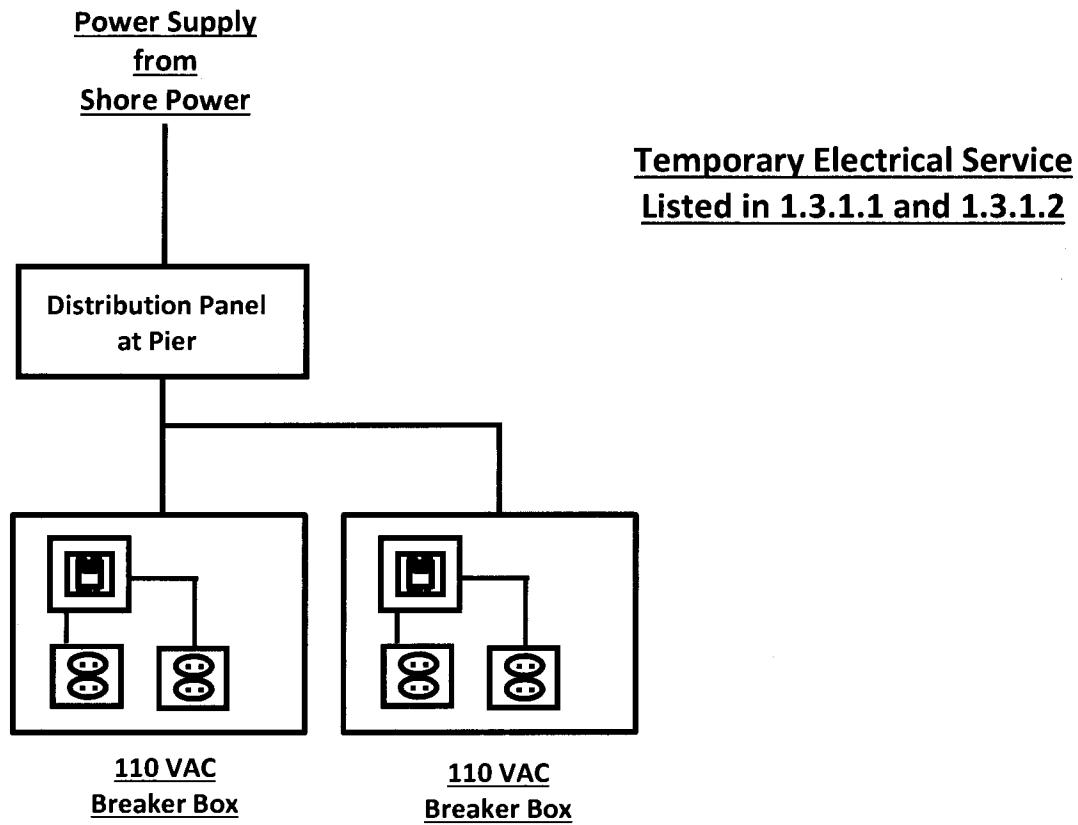 Power Supply
from
Shore Power
Temporary Electrical Service
Listed in 1.3.1.1 and 1.3.1.2
Distribution Panel
at Pier
110 VAC
Breaker Box
110 VAC
Breaker Box